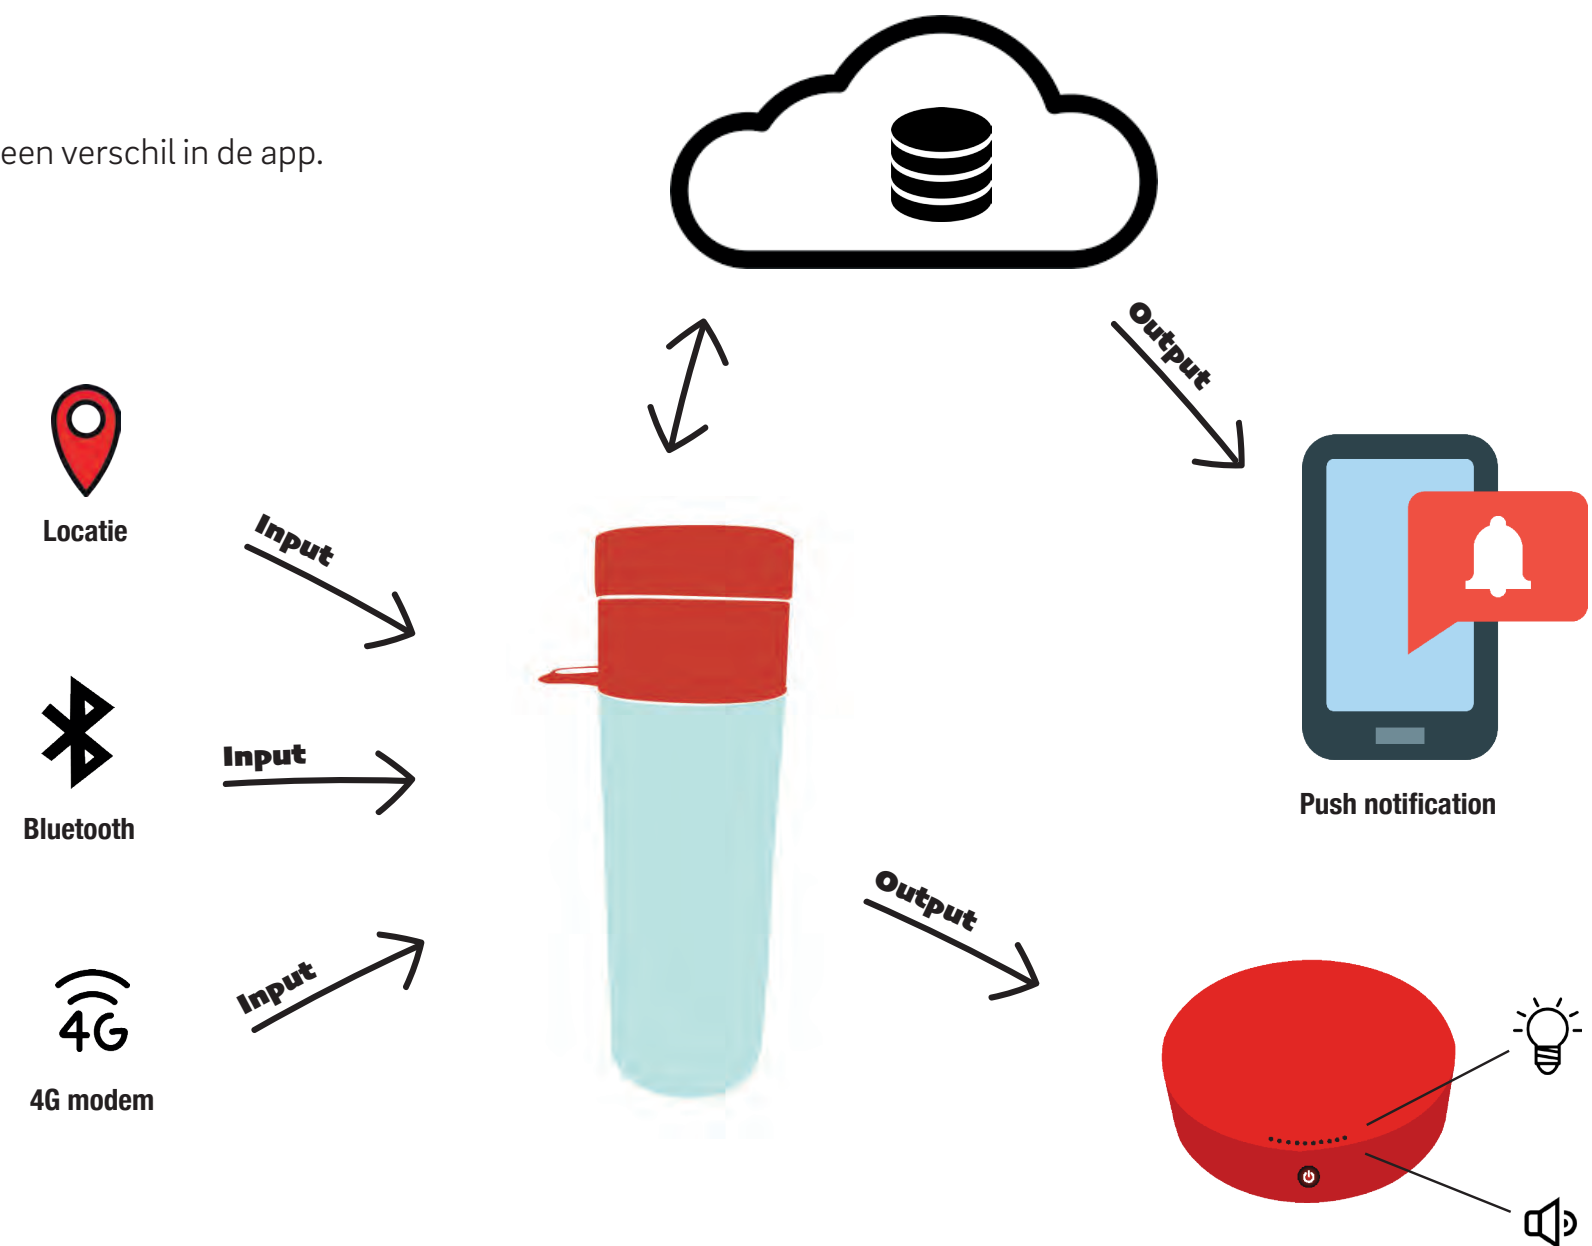 een verschil in de app.
Output
Locatie
Input
Bluetooth
Input
Push notification
Output
4G
Input
4G modem